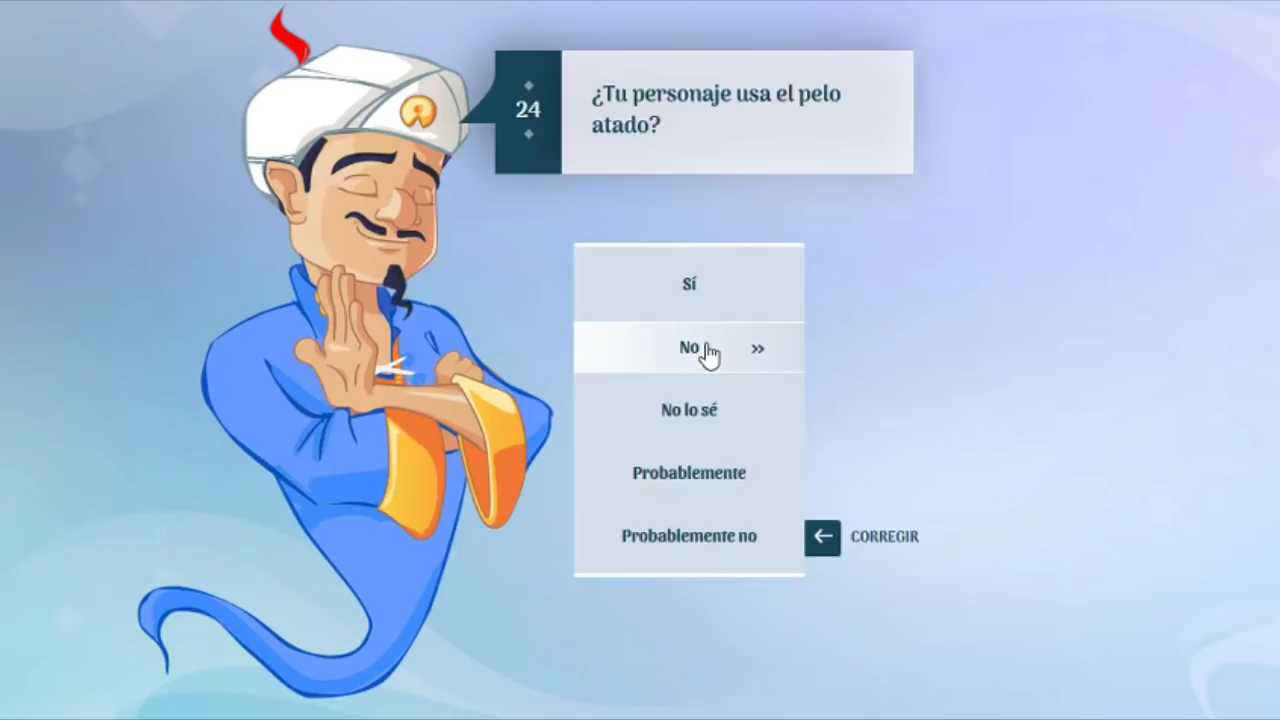 24
¿Tu personaje usa el pelo
atado?
Sí
No »
No lo sé
Probablemente
Probablemente no
CORREGIR